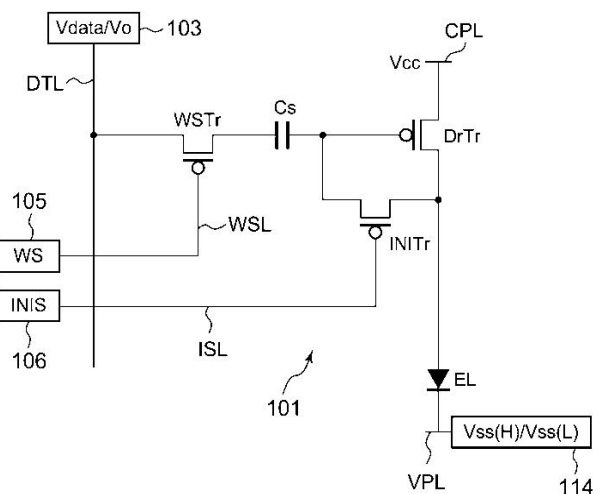 Vdata/Vo 103
CPL
Vcc
DTL
WSTr Cs
DrTr
105
WSL
WS
INITr
INIS
106
ISL
EL
101
Vss(H)/Vss(L)
VPL
114